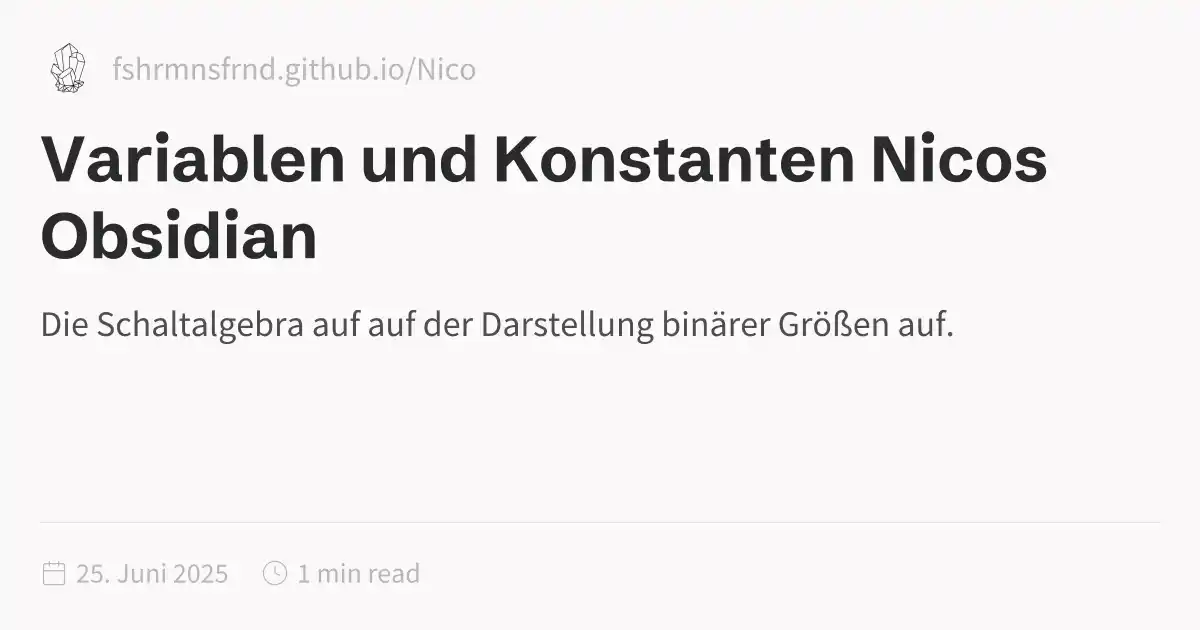 fshrmnsfrnd.github.io/Nico
Variablen und Konstanten Nicos
Obsidian
Die Schaltalgebra auf auf der Darstellung binärer Größen auf.
25. Juni 2025 1 min read